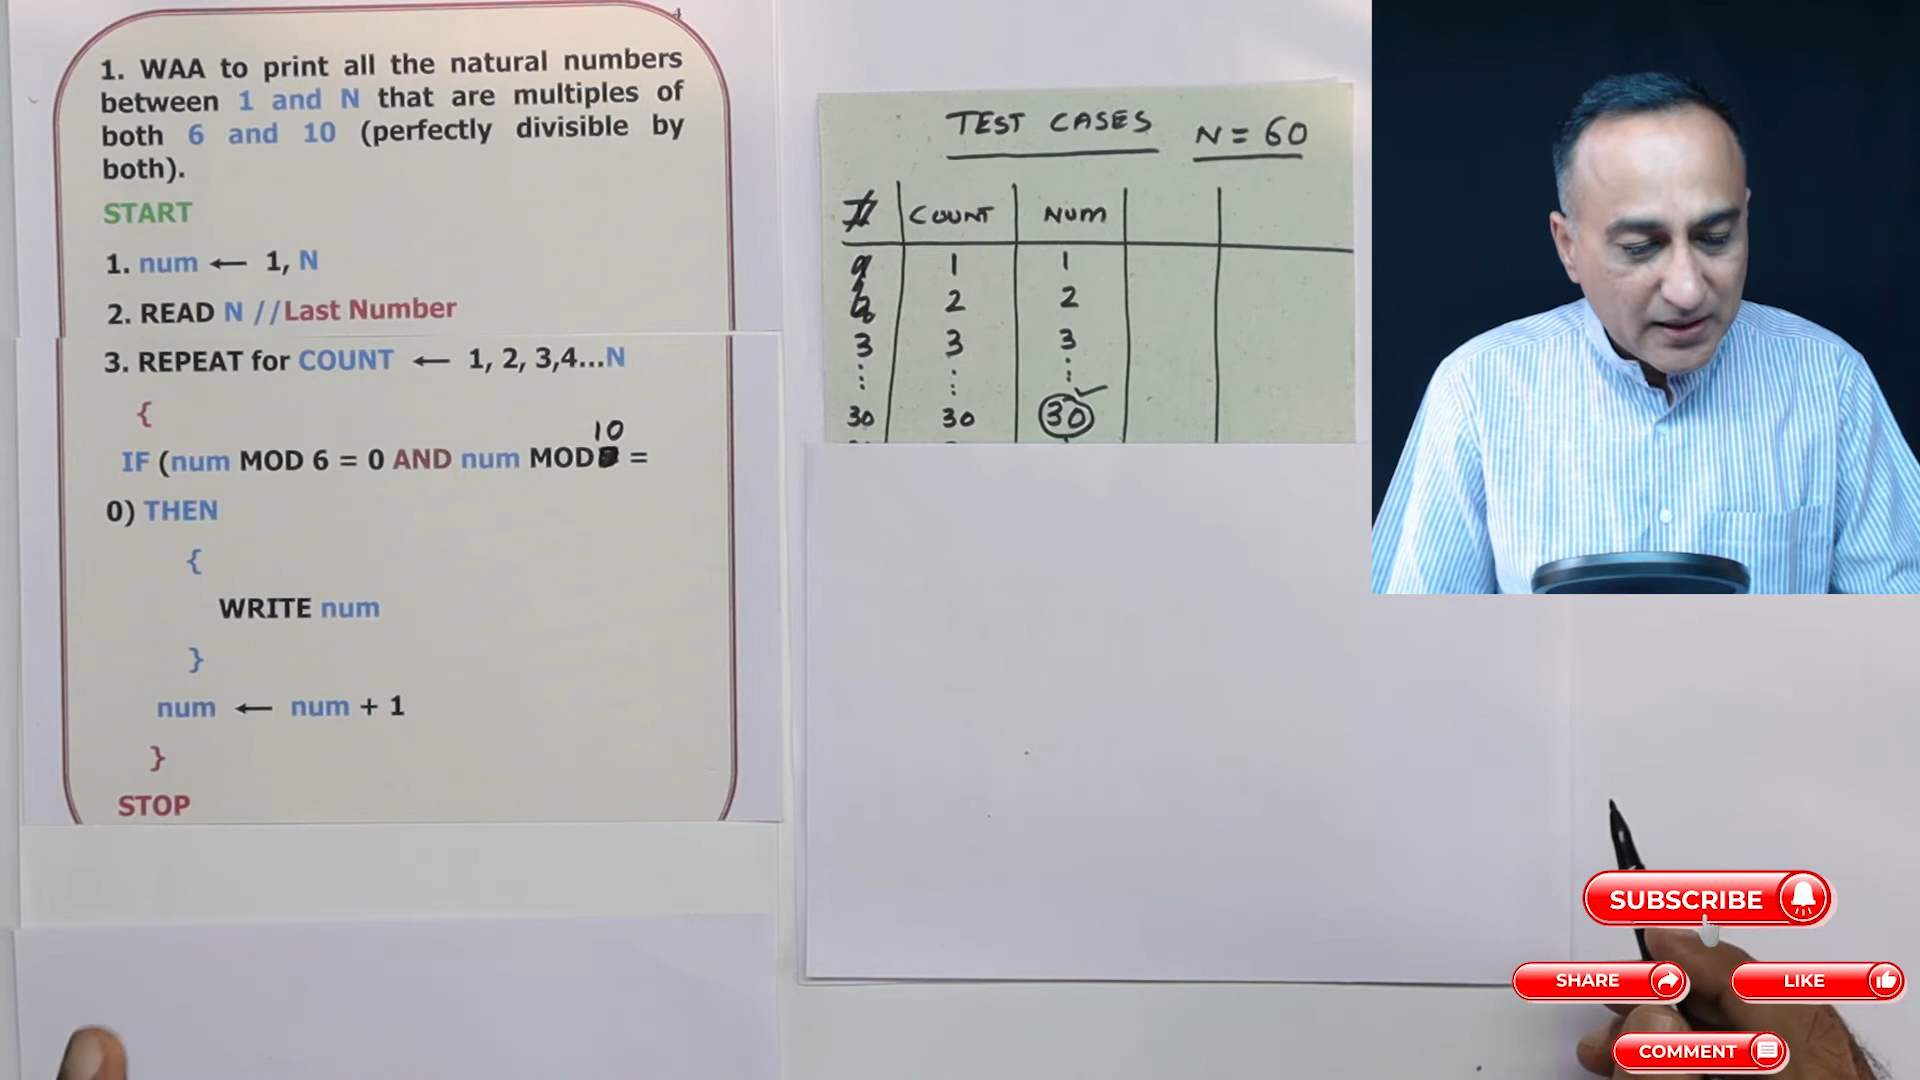 1. WAA to print all the natural numbers
between 1 and N that are multiples of
both 6 and 10 (perfectly divisible by
both).
START
1. num ← 1, N
2. READ N //Last Number
3. REPEAT for COUNT ← 1, 2, 3,4...N
{
10
IF (num MOD 6 = 0 AND num MOD =
0) THEN
{
WRITE num
}
num ← num + 1
}
STOP
TEST CASES N = 60
# COUNT NUM
1 1
2 2
3 3 3
⋮ ⋮ ⋮
30 30 30 ✓
SUBSCRIBE
SHARE
LIKE
COMMENT